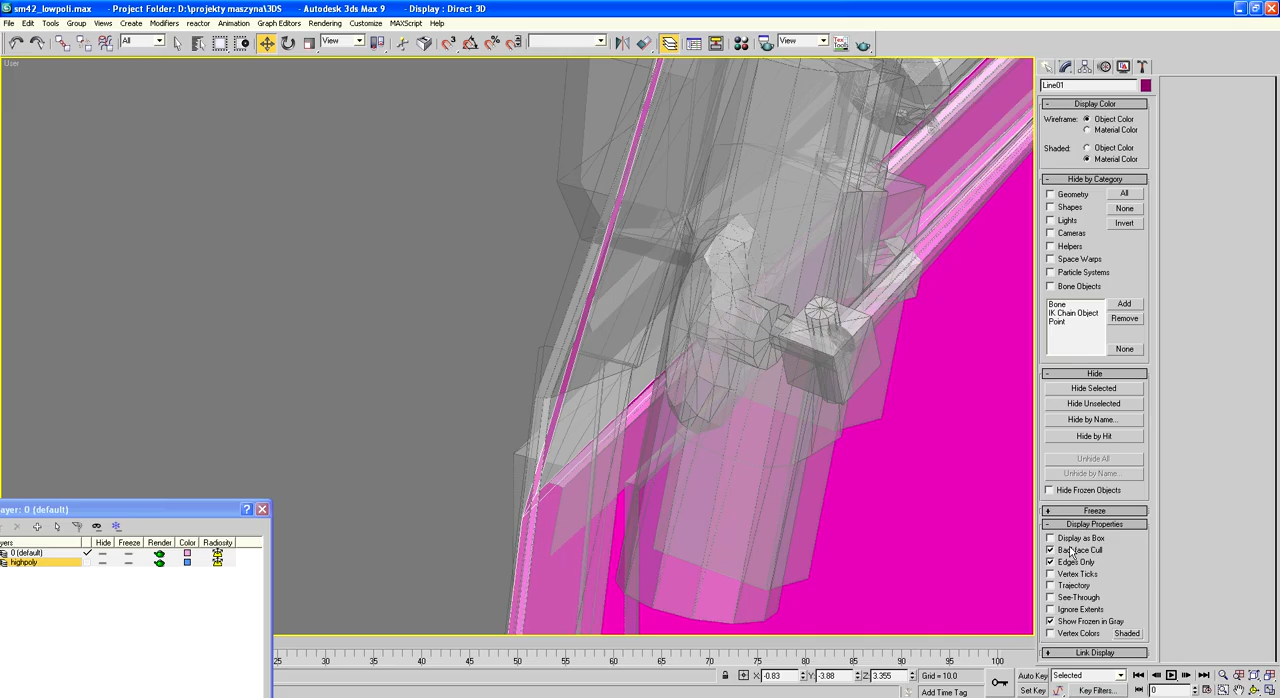 sm42_lowpoli.max - Project Folder: D:\projekty maszyna\3DS - Autodesk 3ds Max 9 - Display : Direct 3D
File Edit Tools Group Views Create Modifiers reactor Animation Graph Editors Rendering Customize MAXScript Help
All View View
User
Line01
- Display Color
Wireframe: Object Color
Material Color
Shaded: Object Color
Material Color
- Hide by Category
Geometry All
Shapes None
Lights Invert
Cameras
Helpers
Space Warps
Particle Systems
Bone Objects
Bone Add
IK Chain Object Remove
Point
None
- Hide
Hide Selected
Hide Unselected
Hide by Name...
Hide by Hit
Unhide All
Unhide by Name...
Hide Frozen Objects
+ Freeze
- Display Properties
Display as Box
Backface Cull
Edges Only
Vertex Ticks
Trajectory
See-Through
Ignore Extents
Show Frozen in Gray
Vertex Colors Shaded
+ Link Display
ayer: 0 (default) ?
yers Hide Freeze Render Color Radiosity
0 (default)
highpoly
25 30 35 40 45 50 55 60 65 70 75 80 85 90 95 100
X: -0.83 Y: -3.88 Z: 3.355 Grid = 10.0 Auto Key Selected
Add Time Tag Set Key Key Filters...